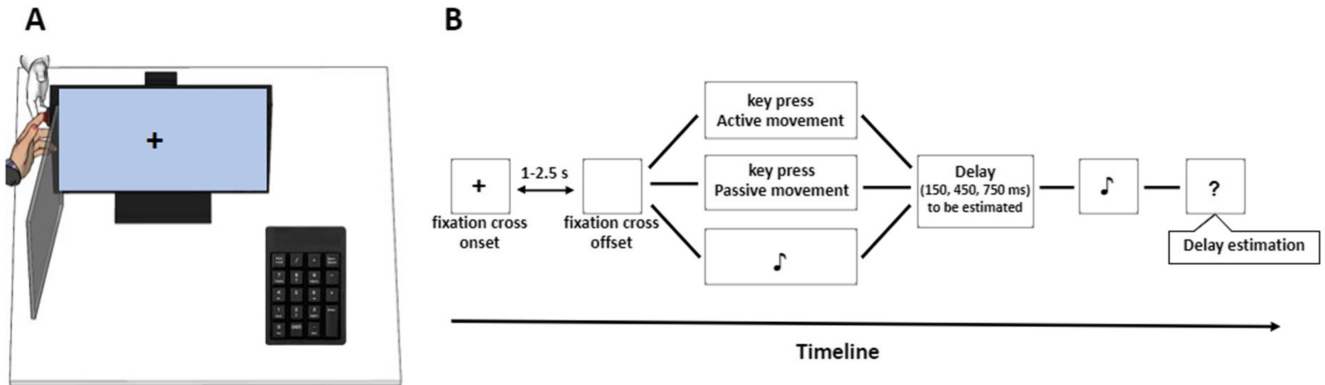 A
B
+
+
fixation cross
onset
1-2.5 s
fixation cross
offset
key press
Active movement
key press
Passive movement
♪
Delay
(150, 450, 750 ms)
to be estimated
♪
?
Delay estimation
Timeline